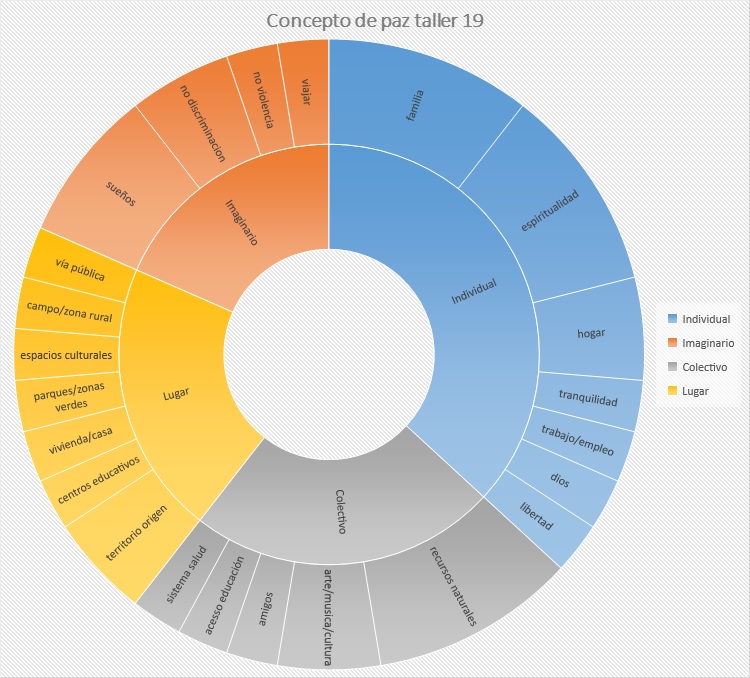 Concepto de paz taller 19
familia
espiritualidad
hogar
tranquilidad
trabajo/empleo
dios
libertad
Individual
recursos naturales
arte/musica/cultura
amigos
acesso educación
sistema salud
Colectivo
territorio origen
centros educativos
vivienda/casa
parques/zonas
verdes
espacios culturales
campo/zona rural
vía pública
Lugar
sueños
no discriminacion
no violencia
viajar
Imaginario
Individual
Imaginario
Colectivo
Lugar